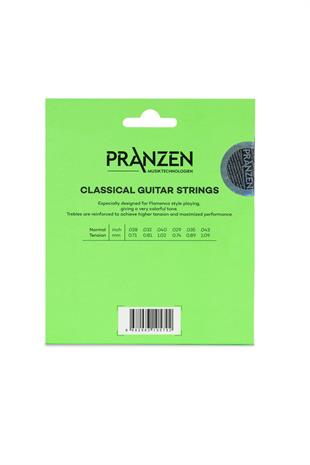 PRANZEN
MUSIKTECHNOLOGIEN
PRANZEN
CLASSICAL GUITAR STRINGS
Especially designed for Flamenco style playing,
giving a very colorful tone.
Trebles are reinforced to achieve higher tension and maximized performance.
Normal inch .028 .032 .040 .029 .035 .043
Tension mm 0.71 0.81 1.02 0.74 0.89 1.09